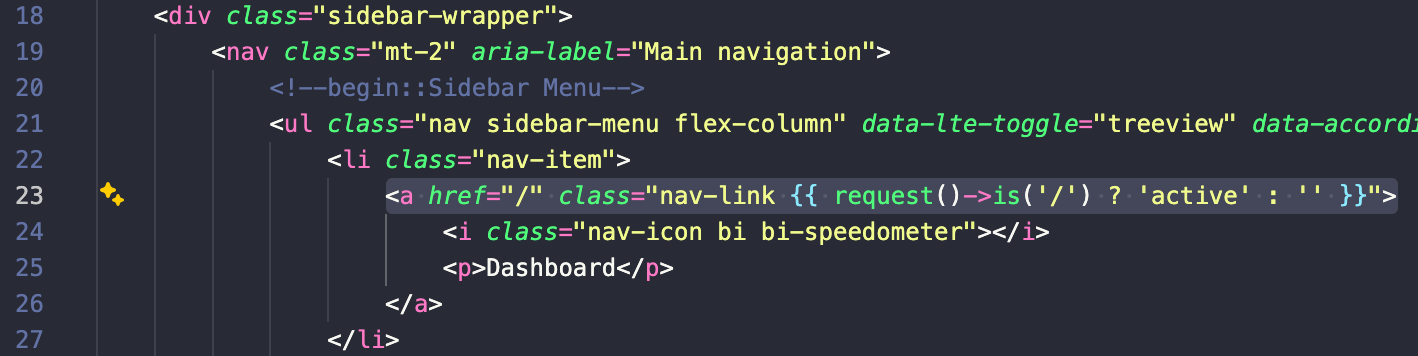 18 <div class="sidebar-wrapper">
19 <nav class="mt-2" aria-label="Main navigation">
20 <!--begin::Sidebar Menu-->
21 <ul class="nav sidebar-menu flex-column" data-lte-toggle="treeview" data-accordi
22 <li class="nav-item">
23 <a href="/" class="nav-link {{ request()->is('/') ? 'active' : '' }}">
24 <i class="nav-icon bi bi-speedometer"></i>
25 <p>Dashboard</p>
26 </a>
27 </li>